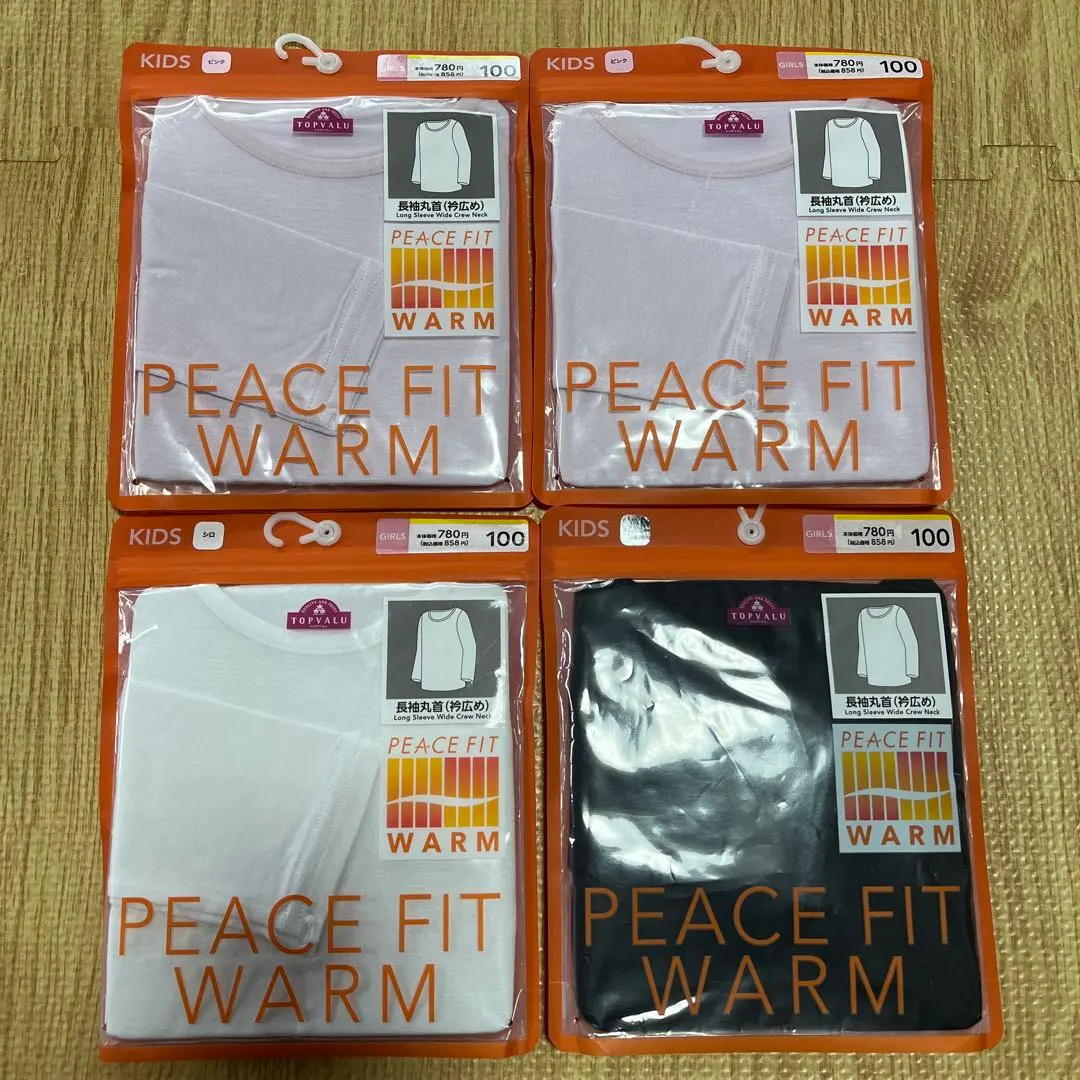 KIDS
ピンク
GIRLS
本体価格780円
(税込価格858円)
100
TOPVALU
長袖丸首(衿広め)
Long Sleeve Wide Crew Neck
PEACE FIT
WARM
PEACE FIT
WARM
KIDS
ピンク
GIRLS
本体価格780円
(税込価格858円)
100
TOPVALU
長袖丸首(衿広め)
Long Sleeve Wide Crew Neck
PEACE FIT
WARM
PEACE FIT
WARM
KIDS
シロ
GIRLS
本体価格780円
(税込価格858円)
100
TOPVALU
長袖丸首(衿広め)
Long Sleeve Wide Crew Neck
PEACE FIT
WARM
PEACE FIT
WARM
KIDS
GIRLS
本体価格780円
(税込価格858円)
100
TOPVALU
長袖丸首(衿広め)
Long Sleeve Wide Crew Neck
PEACE FIT
WARM
PEACE FIT
WARM